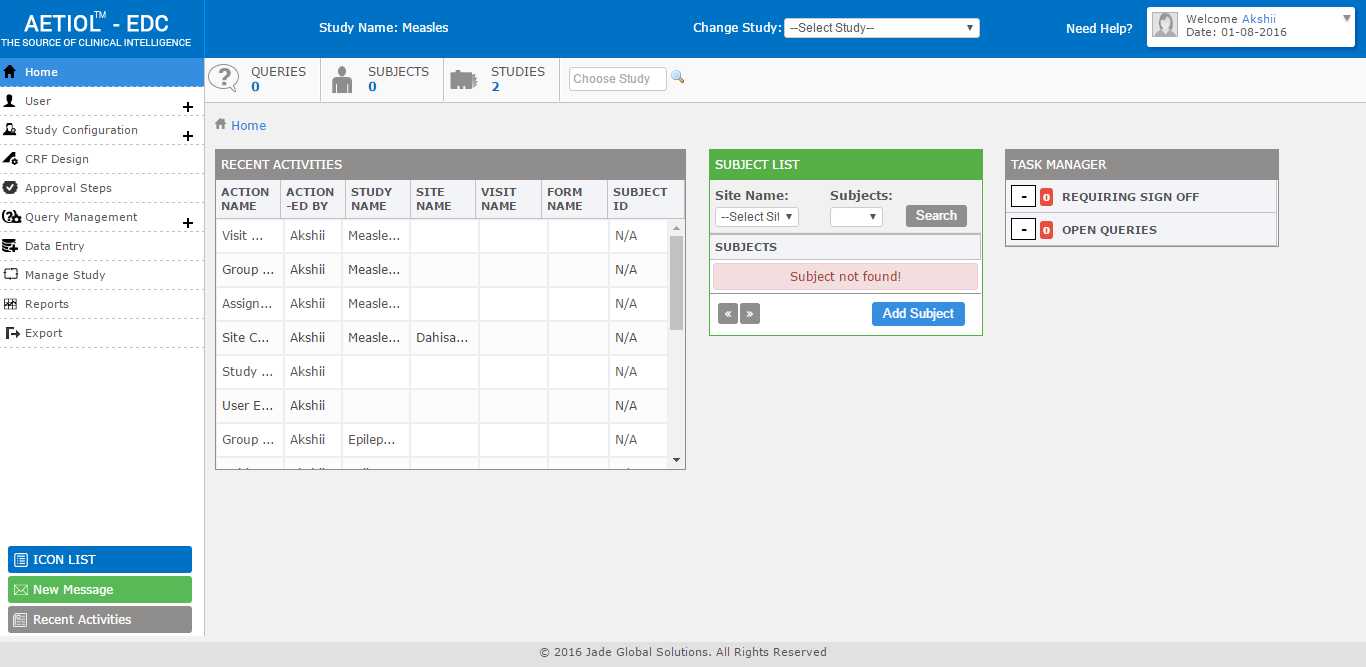 AETIOL™ - EDC
THE SOURCE OF CLINICAL INTELLIGENCE
Study Name: Measles
Change Study: --Select Study--
Need Help?
Welcome Akshii
Date: 01-08-2016
Home
User
Study Configuration
CRF Design
Approval Steps
Query Management
Data Entry
Manage Study
Reports
Export
ICON LIST
New Message
Recent Activities
QUERIES
0
SUBJECTS
0
STUDIES
2
Choose Study
Home
RECENT ACTIVITIES
ACTION NAME ACTION-ED BY STUDY NAME SITE NAME VISIT NAME FORM NAME SUBJECT ID
Visit ... Akshii Measle... N/A
Group ... Akshii Measle... N/A
Assign... Akshii Measle... N/A
Site C... Akshii Measle... Dahisa... N/A
Study ... Akshii N/A
User E... Akshii N/A
Group ... Akshii Epilep... N/A
SUBJECT LIST
Site Name: Subjects:
--Select Sit Search
SUBJECTS
Subject not found!
« » Add Subject
TASK MANAGER
- 0 REQUIRING SIGN OFF
- 0 OPEN QUERIES
© 2016 Jade Global Solutions. All Rights Reserved